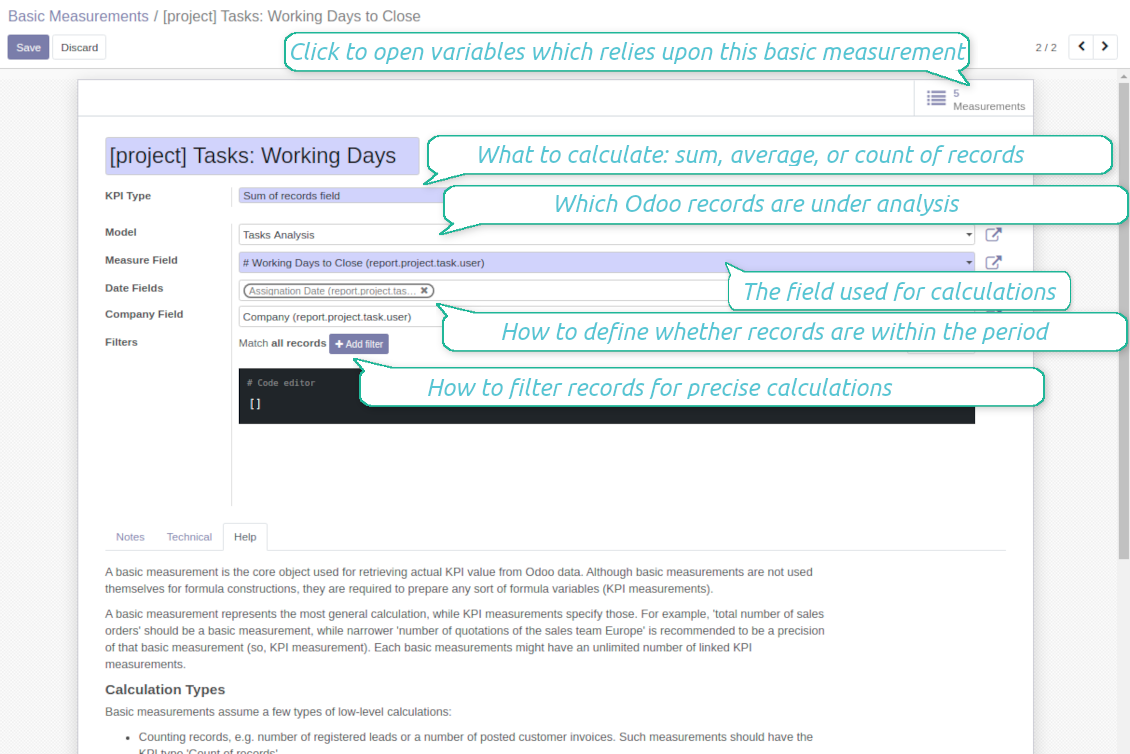 Basic Measurements / [project] Tasks: Working Days to Close
Save Discard
Click to open variables which relies upon this basic measurement
2 / 2
5
Measurements
[project] Tasks: Working Days
What to calculate: sum, average, or count of records
KPI Type Sum of records field
Which Odoo records are under analysis
Model Tasks Analysis
Measure Field # Working Days to Close (report.project.task.user)
Date Fields Assignation Date (report.project.tas...
The field used for calculations
Company Field Company (report.project.task.user)
How to define whether records are within the period
Filters Match all records Add filter
# Code editor
How to filter records for precise calculations
[]
Notes Technical Help
A basic measurement is the core object used for retrieving actual KPI value from Odoo data. Although basic measurements are not used
themselves for formula constructions, they are required to prepare any sort of formula variables (KPI measurements).
A basic measurement represents the most general calculation, while KPI measurements specify those. For example, 'total number of sales
orders' should be a basic measurement, while narrower 'number of quotations of the sales team Europe' is recommended to be a precision
of that basic measurement (so, KPI measurement). Each basic measurements might have an unlimited number of linked KPI
measurements.
Calculation Types
Basic measurements assume a few types of low-level calculations:
• Counting records, e.g. number of registered leads or a number of posted customer invoices. Such measurements should have the
KPI type 'Count of records'